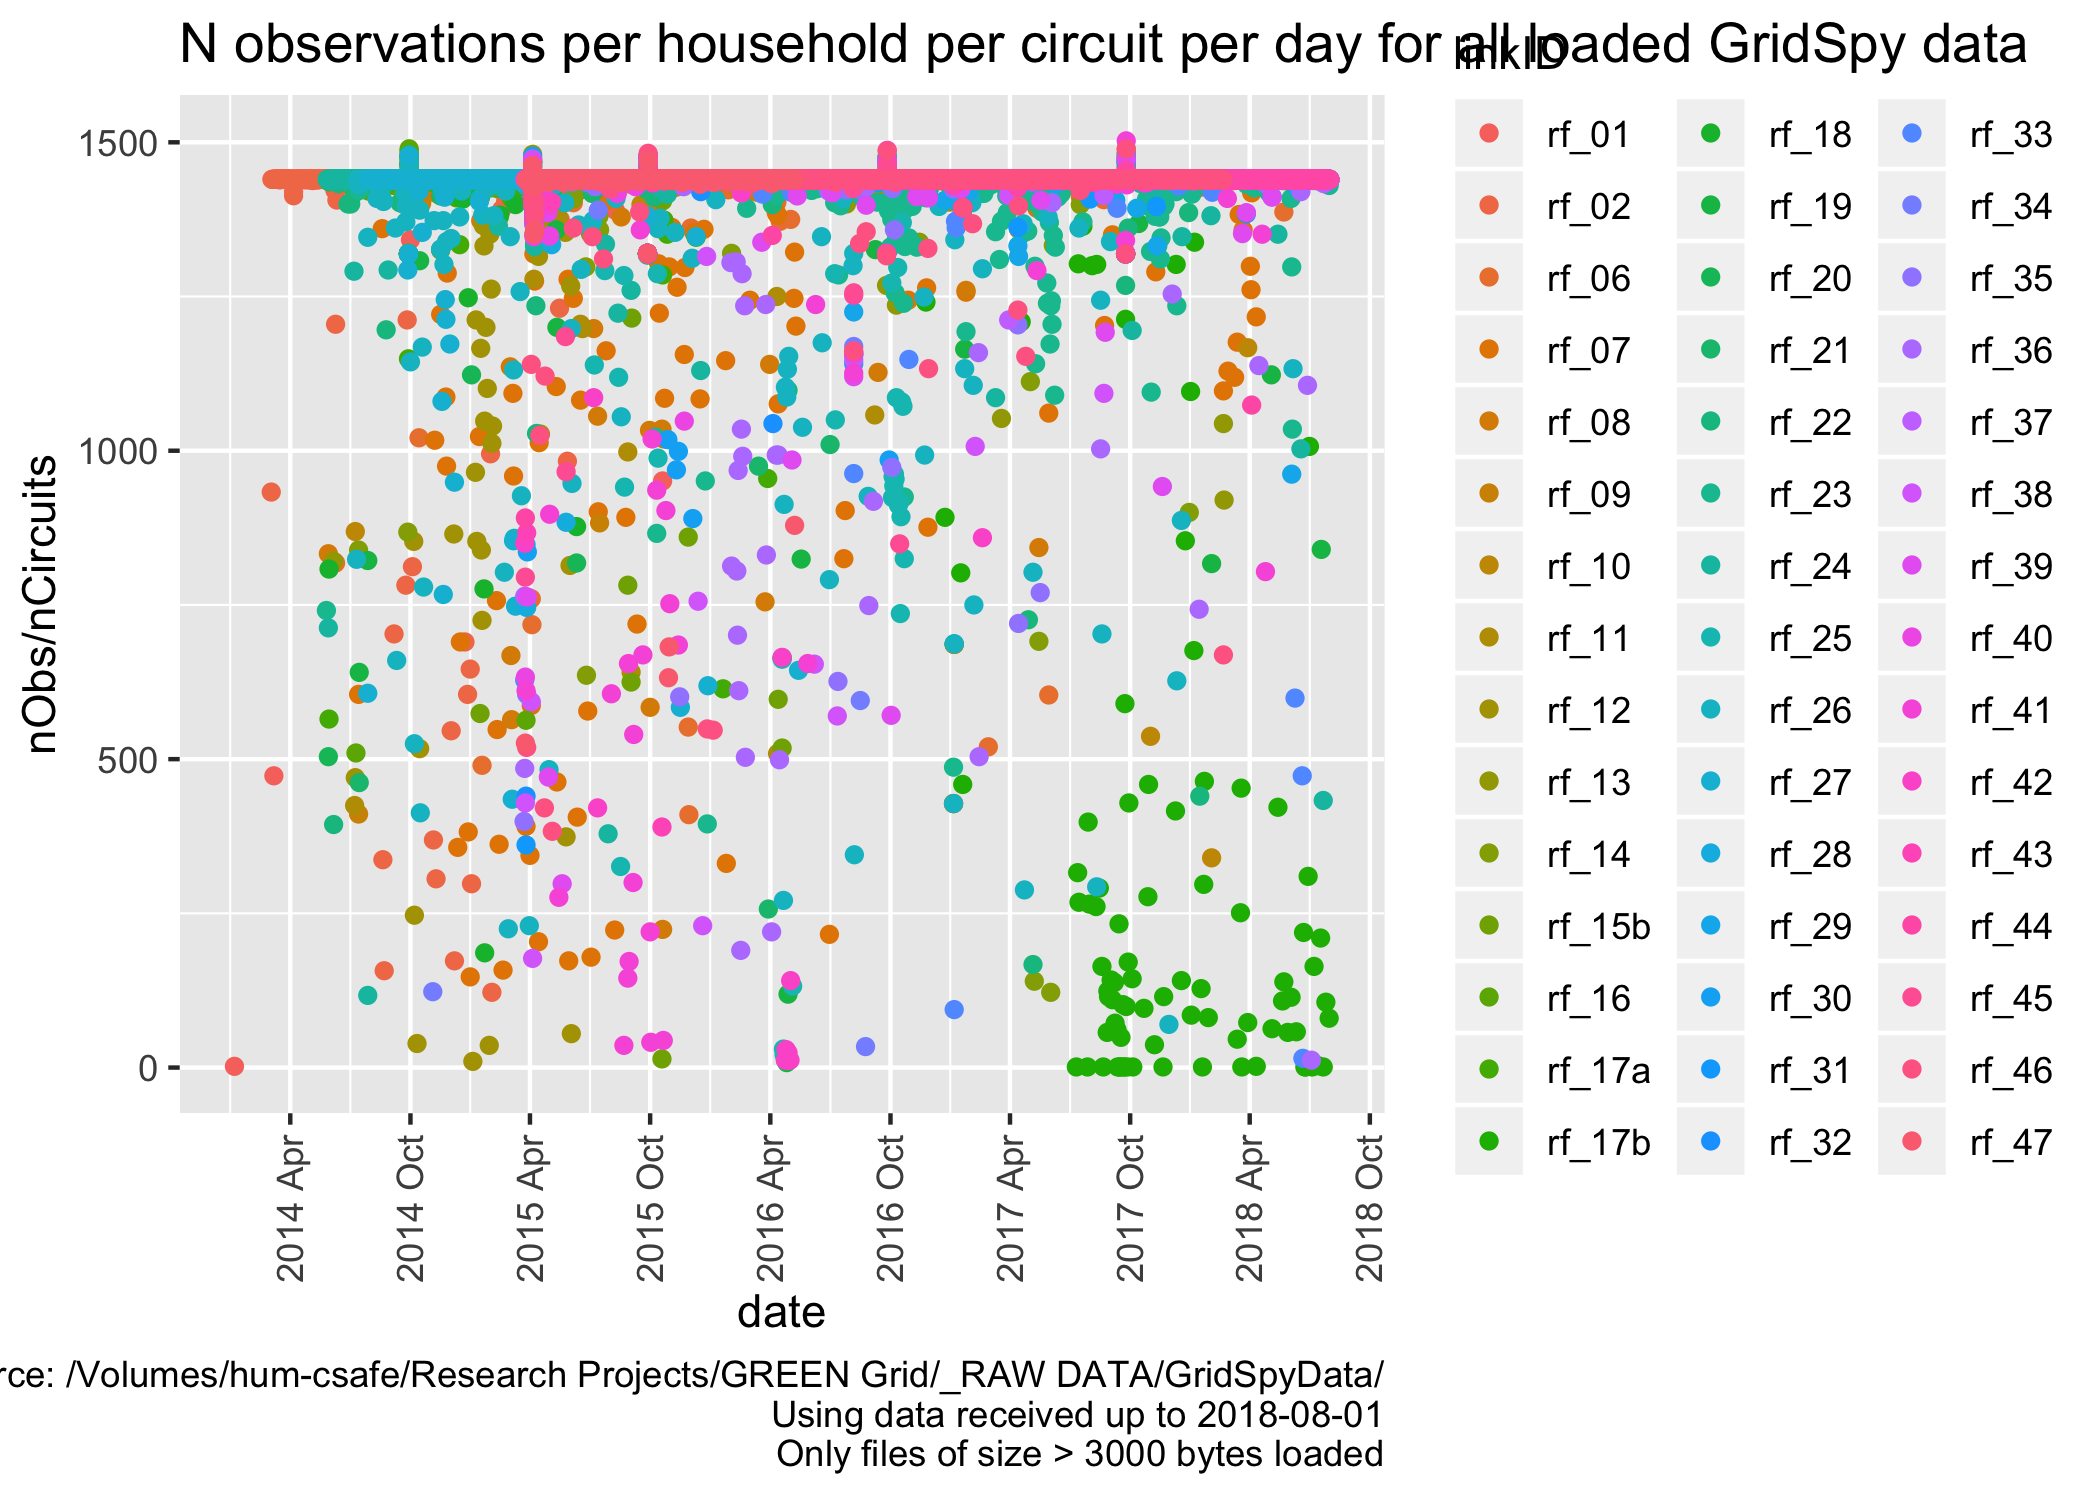 N observations per household per circuit per day for all loaded GridSpy data
linkID
nObs/nCircuits
1500
1000
500
0
2014 Apr
2014 Oct
2015 Apr
2015 Oct
2016 Apr
2016 Oct
2017 Apr
2017 Oct
2018 Apr
2018 Oct
date
rf_01
rf_02
rf_06
rf_07
rf_08
rf_09
rf_10
rf_11
rf_12
rf_13
rf_14
rf_15b
rf_16
rf_17a
rf_17b
rf_18
rf_19
rf_20
rf_21
rf_22
rf_23
rf_24
rf_25
rf_26
rf_27
rf_28
rf_29
rf_30
rf_31
rf_32
rf_33
rf_34
rf_35
rf_36
rf_37
rf_38
rf_39
rf_40
rf_41
rf_42
rf_43
rf_44
rf_45
rf_46
rf_47
rce: /Volumes/hum-csafe/Research Projects/GREEN Grid/_RAW DATA/GridSpyData/
Using data received up to 2018-08-01
Only files of size > 3000 bytes loaded